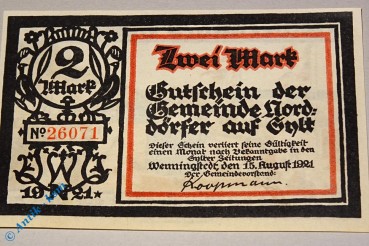 2
Mark
No 26071
W
19 21
Zwei Mark
Gutschein der
Gemeinde Nord=
dörfer auf Sylt
Dieser Schein verliert seine Gültigkeit
einen Monat nach Bekanntgabe in den
Sylter Zeitungen
Wenningstedt, den 15. August 1921
Der Gemeindevorstand:
Koopmann.